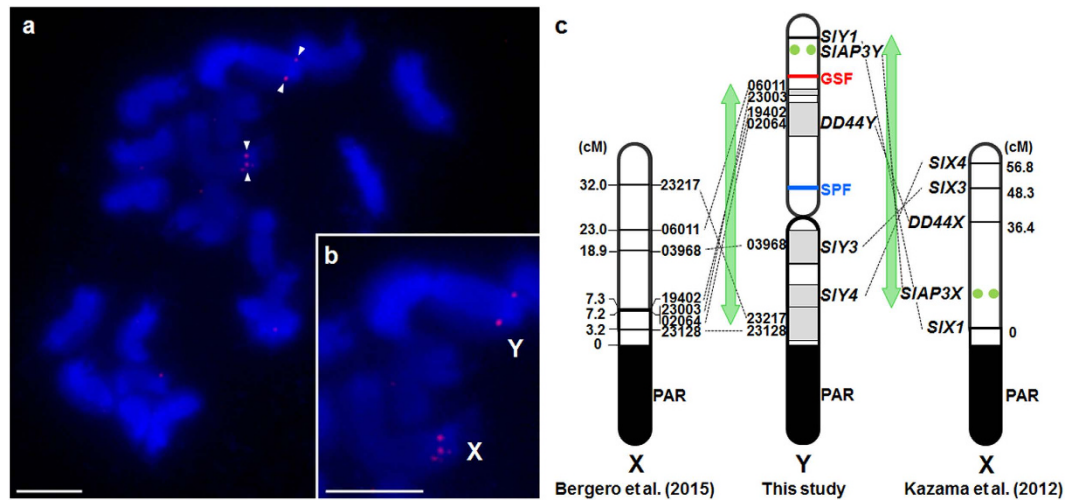 a
b
Y
X
c
(cM)
32.0
23.0
18.9
7.3
7.2
3.2
0
23217
06011
03968
19402
23003
02064
23128
PAR
X
Bergero et al. (2015)
06011
23003
19402
02064
03968
23217
23128
SlY1
SlAP3Y
GSF
DD44Y
SPF
SlY3
SlY4
PAR
Y
This study
SlX4
SlX3
DD44X
SlAP3X
SlX1
(cM)
56.8
48.3
36.4
0
PAR
X
Kazama et al. (2012)